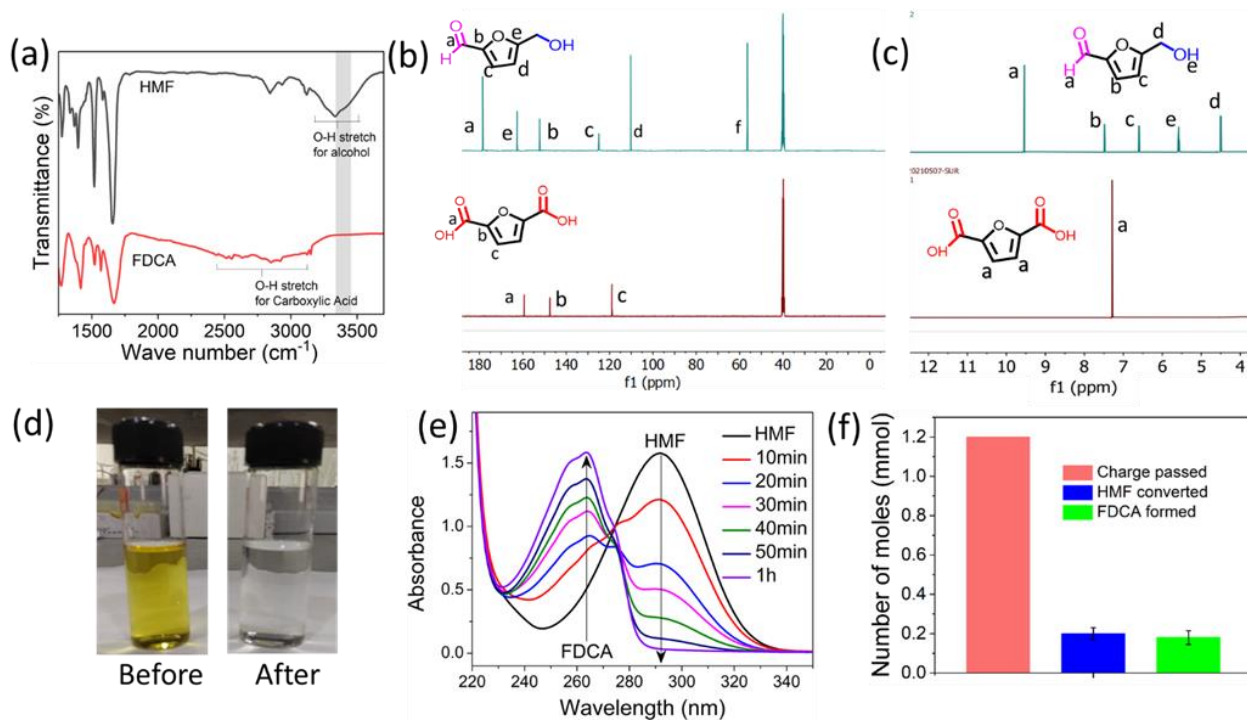 (a)
HMF
O-H stretch
for alcohol
FDCA
O-H stretch
for Carboxylic Acid
Transmittance (%)
1500 2000 2500 3000 3500
Wave number (cm-1)
(b)
O
a
H
b
O
e
OH
c
d
a
e
b
c
d
f
O
a
OH
b
O
O
OH
c
a
b
c
180 160 140 120 100 80 60 40 20 0
f1 (ppm)
(c)
2
O
H
a
O
d
OH
e
b
c
a
b
c
e
d
20210507-SUR
1
O
OH
O
O
OH
a
a
a
12 11 10 9 8 7 6 5 4
f1 (ppm)
(d)
Before
After
(e)
HMF
HMF
10min
20min
30min
40min
50min
1h
FDCA
Absorbance
0.0
0.5
1.0
1.5
220 240 260 280 300 320 340
Wavelength (nm)
(f)
Number of moles (mmol)
1.2
1.0
0.8
0.6
0.4
0.2
0.0
Charge passed
HMF converted
FDCA formed